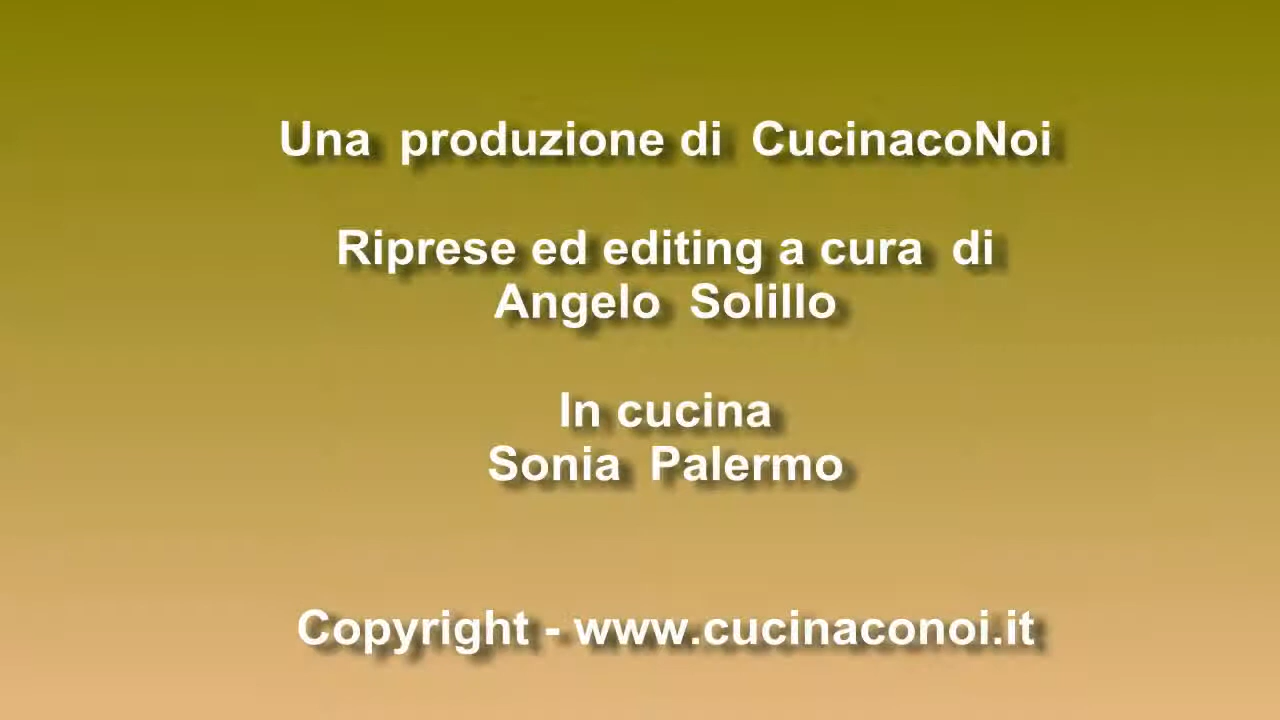 Una produzione di CucinacoNoi
Riprese ed editing a cura di
Angelo Solillo
In cucina
Sonia Palermo
Copyright - www.cucinaconoi.it